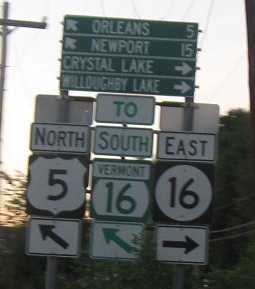 ORLEANS 5
NEWPORT 15
CRYSTAL LAKE
WILLOUGHBY LAKE
TO
NORTH SOUTH EAST
5 VERMONT 16 16